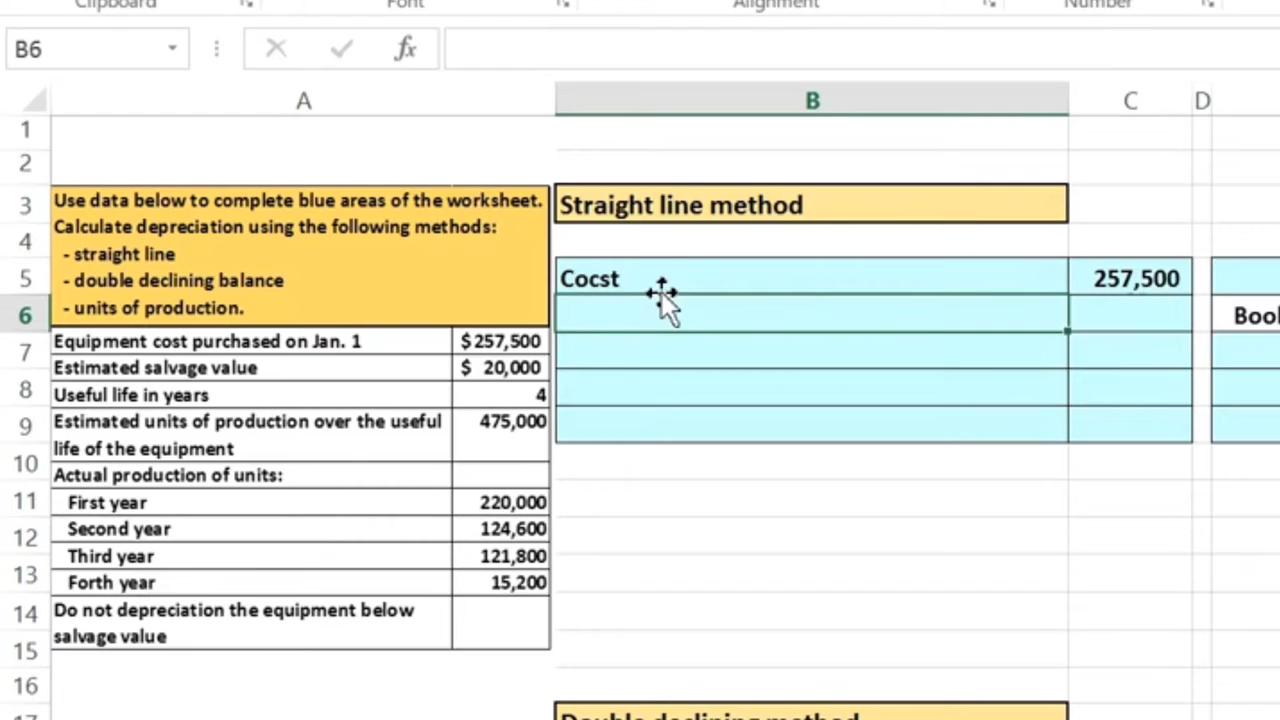 Clipboard Font Alignment Number
B6 fx
A B C D
1
2
3
4
5
6
7
8
9
10
11
12
13
14
15
16
17
Use data below to complete blue areas of the worksheet.
Calculate depreciation using the following methods:
- straight line
- double declining balance
- units of production.
Equipment cost purchased on Jan. 1 $257,500
Estimated salvage value $ 20,000
Useful life in years 4
Estimated units of production over the useful 475,000
life of the equipment
Actual production of units:
First year 220,000
Second year 124,600
Third year 121,800
Forth year 15,200
Do not depreciation the equipment below
salvage value
Straight line method
Cocst 257,500
Bool
Double declining method